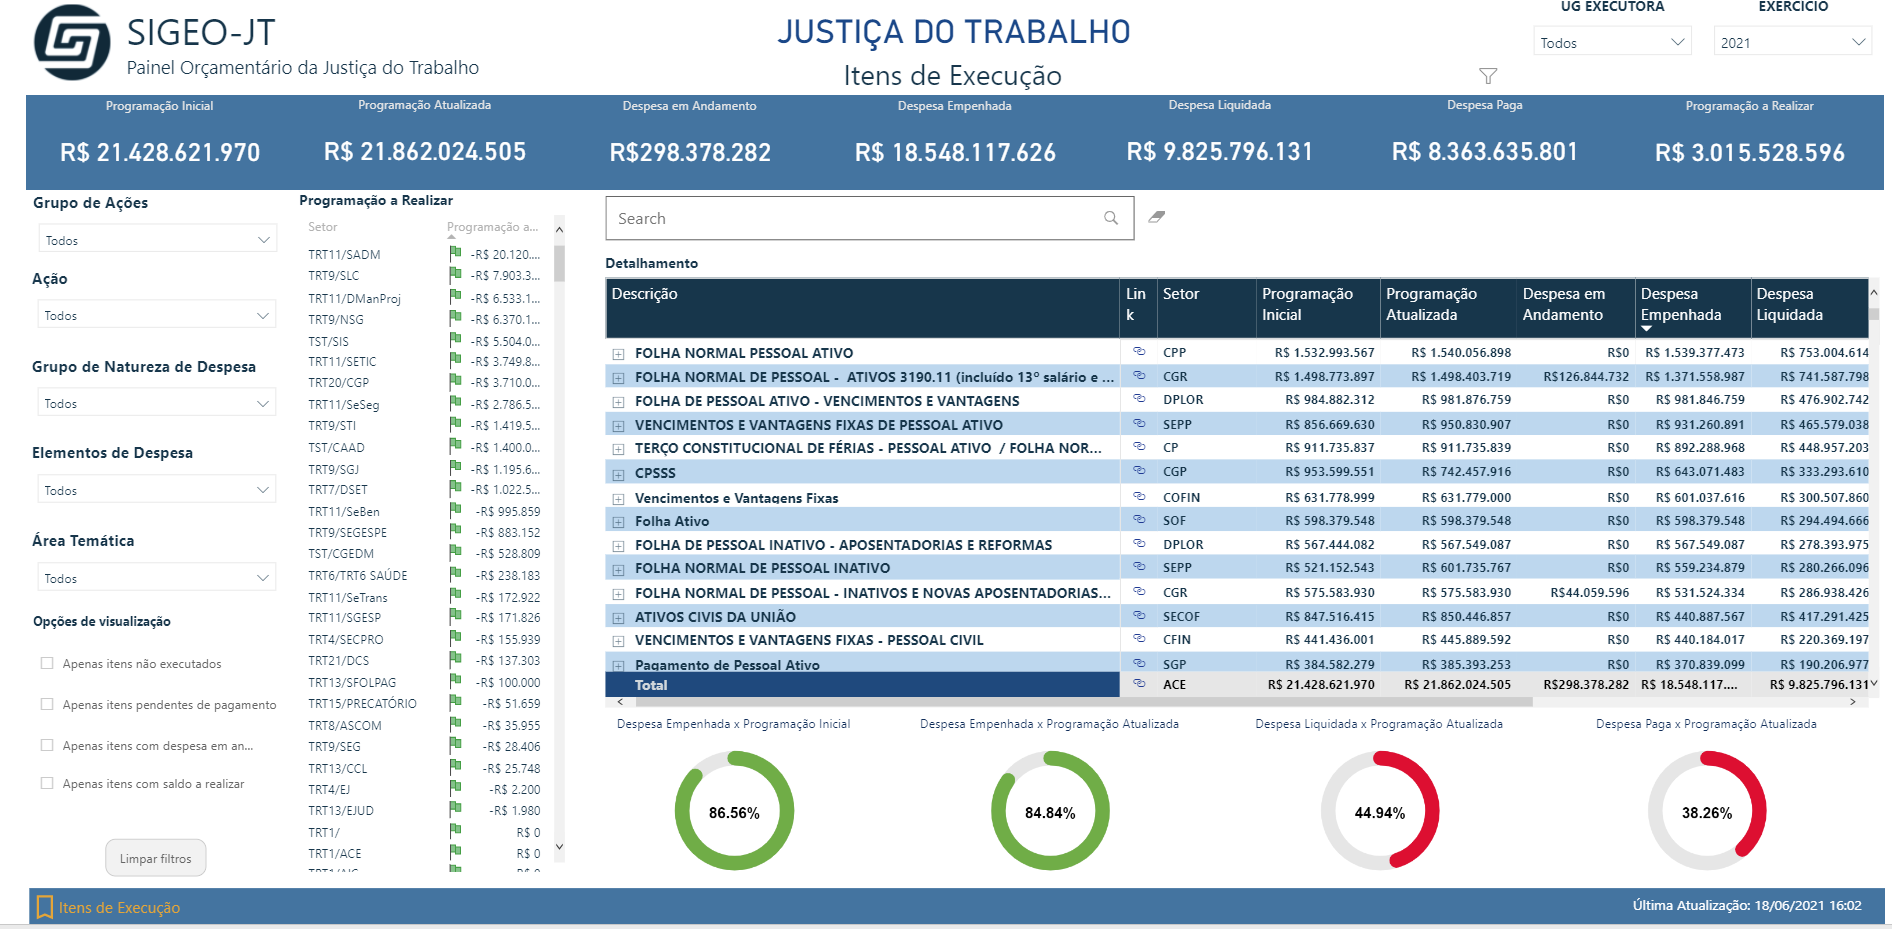 SIGEO-JT
Painel Orçamentário da Justiça do Trabalho
JUSTIÇA DO TRABALHO
Itens de Execução
UG EXECUTORA
Todos
EXERCÍCIO
2021
Programação Inicial
R$ 21.428.621.970
Programação Atualizada
R$ 21.862.024.505
Despesa em Andamento
R$298.378.282
Despesa Empenhada
R$ 18.548.117.626
Despesa Liquidada
R$ 9.825.796.131
Despesa Paga
R$ 8.363.635.801
Programação a Realizar
R$ 3.015.528.596
Grupo de Ações
Todos
Ação
Todos
Grupo de Natureza de Despesa
Todos
Elementos de Despesa
Todos
Área Temática
Todos
Opções de visualização
Apenas itens não executados
Apenas itens pendentes de pagamento
Apenas itens com despesa em an...
Apenas itens com saldo a realizar
Limpar filtros
Programação a Realizar
Setor Programação a...
TRT11/SADM -R$ 20.120....
TRT9/SLC -R$ 7.903.3...
TRT11/DManProj -R$ 6.533.1...
TRT9/NSG -R$ 6.370.1...
TST/SIS -R$ 5.504.0...
TRT11/SETIC -R$ 3.749.8...
TRT20/CGP -R$ 3.710.0...
TRT11/SeSeg -R$ 2.786.5...
TRT9/STI -R$ 1.419.5...
TST/CAAD -R$ 1.400.0...
TRT9/SGJ -R$ 1.195.6...
TRT7/DSET -R$ 1.022.5...
TRT11/SeBen -R$ 995.859
TRT9/SEGESPE -R$ 883.152
TST/CGEDM -R$ 528.809
TRT6/TRT6 SAÚDE -R$ 238.183
TRT11/SeTrans -R$ 172.922
TRT11/SGESP -R$ 171.826
TRT4/SECPRO -R$ 155.939
TRT21/DCS -R$ 137.303
TRT13/SFOLPAG -R$ 100.000
TRT15/PRECATÓRIO -R$ 51.659
TRT8/ASCOM -R$ 35.955
TRT9/SEG -R$ 28.406
TRT13/CCL -R$ 25.748
TRT4/EJ -R$ 2.200
TRT13/EJUD -R$ 1.980
TRT1/ R$ 0
TRT1/ACE R$ 0
Search
Detalhamento
Descrição Lin k Setor Programação Inicial Programação Atualizada Despesa em Andamento Despesa Empenhada Despesa Liquidada
FOLHA NORMAL PESSOAL ATIVO CPP R$ 1.532.993.567 R$ 1.540.056.898 R$0 R$ 1.539.377.473 R$ 753.004.614
FOLHA NORMAL DE PESSOAL - ATIVOS 3190.11 (incluído 13º salário e ... CGR R$ 1.498.773.897 R$ 1.498.403.719 R$126.844.732 R$ 1.371.558.987 R$ 741.587.798
FOLHA DE PESSOAL ATIVO - VENCIMENTOS E VANTAGENS DPLOR R$ 984.882.312 R$ 981.876.759 R$0 R$ 981.846.759 R$ 476.902.742
VENCIMENTOS E VANTAGENS FIXAS DE PESSOAL ATIVO SEPP R$ 856.669.630 R$ 950.830.907 R$0 R$ 931.260.891 R$ 465.579.038
TERÇO CONSTITUCIONAL DE FÉRIAS - PESSOAL ATIVO / FOLHA NOR... CP R$ 911.735.837 R$ 911.735.839 R$0 R$ 892.288.968 R$ 448.957.203
CPSSS CGP R$ 953.599.551 R$ 742.457.916 R$0 R$ 643.071.483 R$ 333.293.610
Vencimentos e Vantagens Fixas COFIN R$ 631.778.999 R$ 631.779.000 R$0 R$ 601.037.616 R$ 300.507.860
Folha Ativo SOF R$ 598.379.548 R$ 598.379.548 R$0 R$ 598.379.548 R$ 294.494.666
FOLHA DE PESSOAL INATIVO - APOSENTADORIAS E REFORMAS DPLOR R$ 567.444.082 R$ 567.549.087 R$0 R$ 567.549.087 R$ 278.393.975
FOLHA NORMAL DE PESSOAL INATIVO SEPP R$ 521.152.543 R$ 601.735.767 R$0 R$ 559.234.879 R$ 280.266.096
FOLHA NORMAL DE PESSOAL - INATIVOS E NOVAS APOSENTADORIAS... CGR R$ 575.583.930 R$ 575.583.930 R$44.059.596 R$ 531.524.334 R$ 286.938.426
ATIVOS CIVIS DA UNIÃO SECOF R$ 847.516.415 R$ 850.446.857 R$0 R$ 440.887.567 R$ 417.291.425
VENCIMENTOS E VANTAGENS FIXAS - PESSOAL CIVIL CFIN R$ 441.436.001 R$ 445.889.592 R$0 R$ 440.184.017 R$ 220.369.197
Pagamento de Pessoal Ativo SGP R$ 384.582.279 R$ 385.393.253 R$0 R$ 370.839.099 R$ 190.206.977
Total ACE R$ 21.428.621.970 R$ 21.862.024.505 R$298.378.282 R$ 18.548.117.... R$ 9.825.796.131
Despesa Empenhada x Programação Inicial
86.56%
Despesa Empenhada x Programação Atualizada
84.84%
Despesa Liquidada x Programação Atualizada
44.94%
Despesa Paga x Programação Atualizada
38.26%
Itens de Execução
Última Atualização: 18/06/2021 16:02